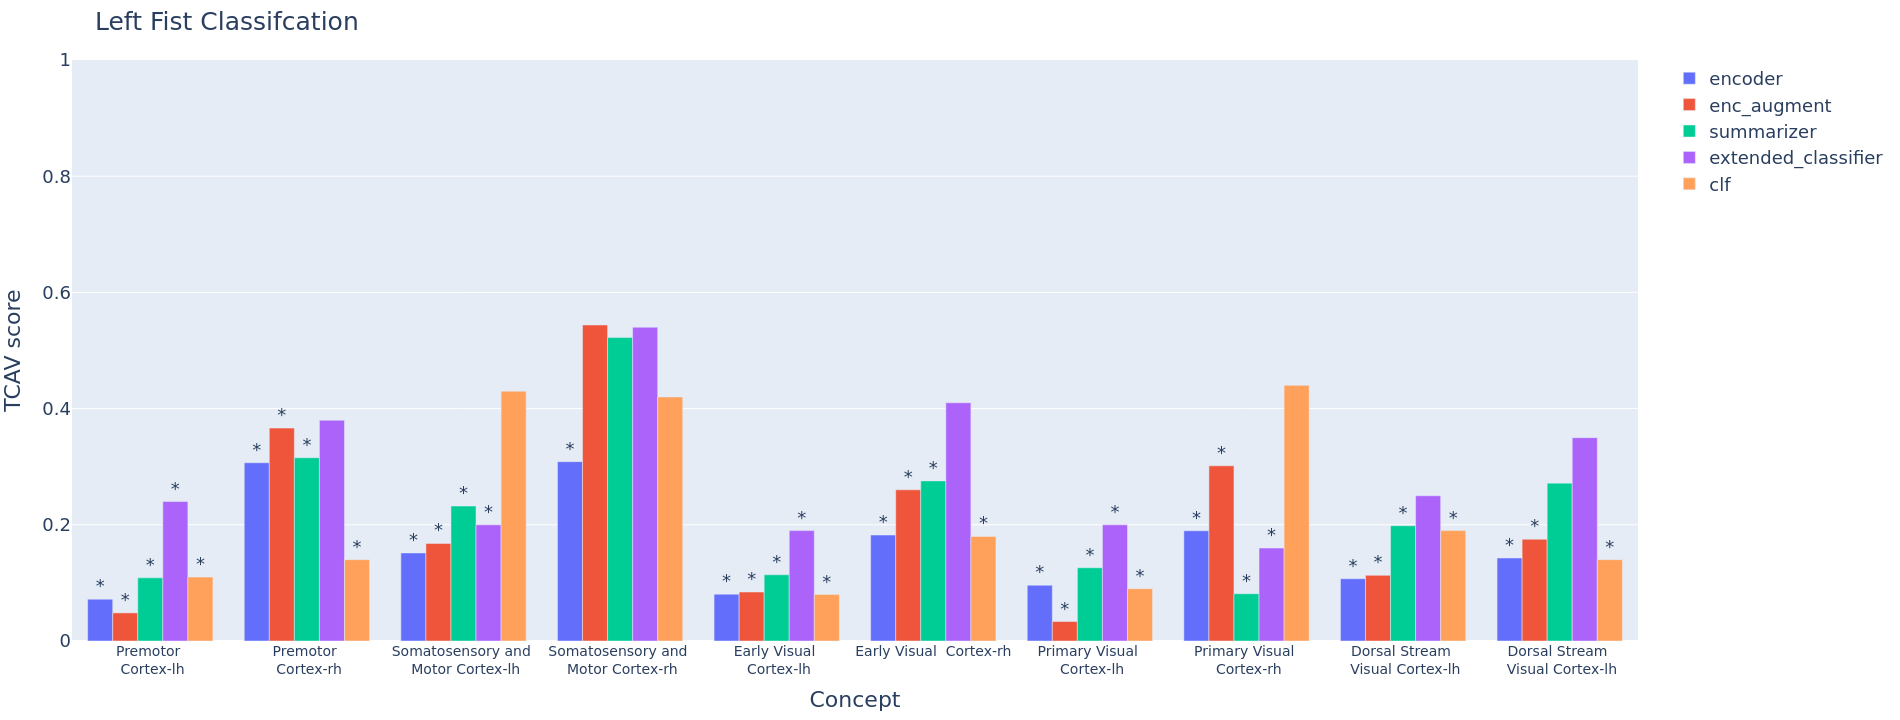 Left Fist Classifcation
1
0.8
0.6
0.4
0.2
0
TCAV score
encoder
enc_augment
summarizer
extended_classifier
clf
* * * * *
* * * *
* * * *
*
* * * * *
* * * *
* * * * *
* * * *
* * * *
* * *
Premotor
Cortex-lh
Premotor
Cortex-rh
Somatosensory and
Motor Cortex-lh
Somatosensory and
Motor Cortex-rh
Early Visual
Cortex-lh
Early Visual  Cortex-rh
Primary Visual
Cortex-lh
Primary Visual
Cortex-rh
Dorsal Stream
Visual Cortex-lh
Dorsal Stream
Visual Cortex-lh
Concept